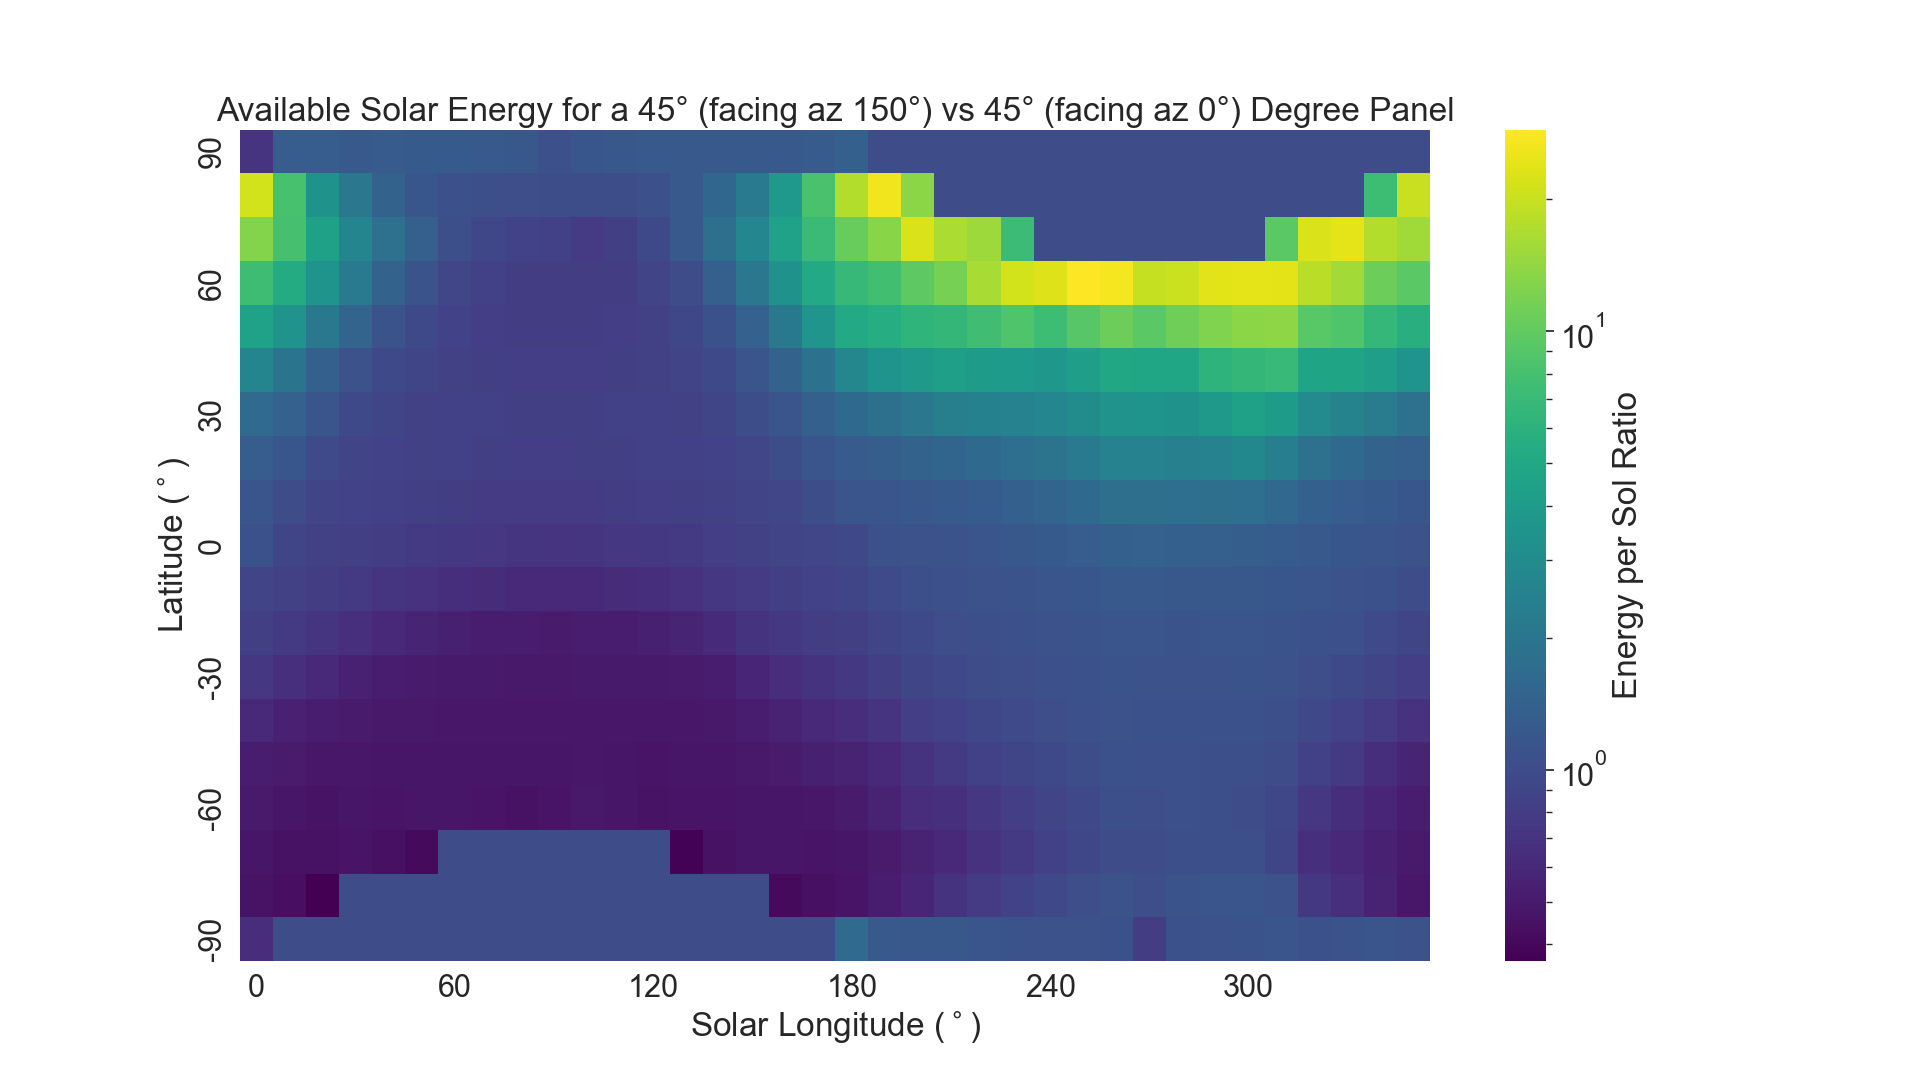 Available Solar Energy for a 45° (facing az 150°) vs 45° (facing az 0°) Degree Panel
90
60
30
0
-30
-60
-90
Latitude (°)
0 60 120 180 240 300
Solar Longitude (°)
10¹
10⁰
Energy per Sol Ratio